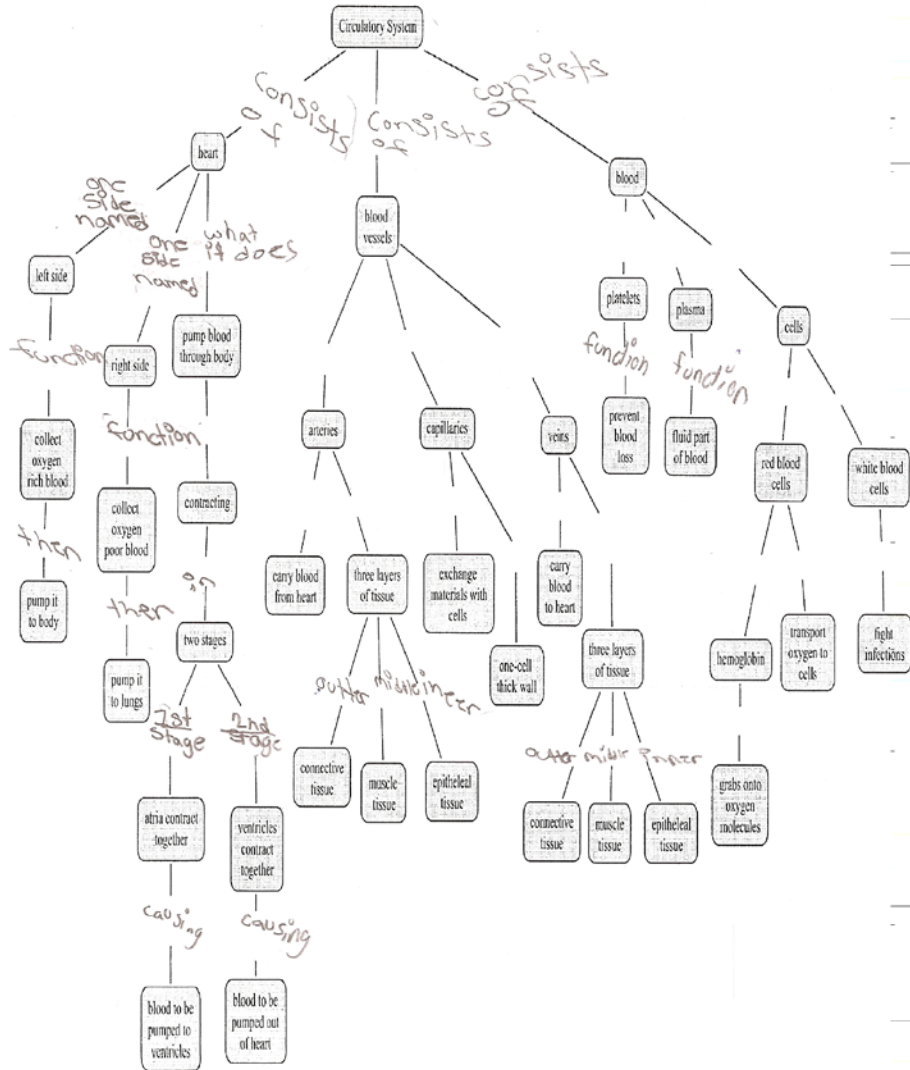 Circulatory System
consists
of
consists
of
consists
of
heart
blood
vessels
blood
one
side
named
one
side
named
what
it does
left side
right side
pump blood
through body
platelets
plasma
cells
function
function
function
function
arteries
capillaries
veins
collect
oxygen
rich blood
collect
oxygen
poor blood
contracting
prevent
blood
loss
fluid part
of blood
red blood
cells
white blood
cells
then
then
in
pump it
to body
pump it
to lungs
two stages
carry blood
from heart
three layers
of tissue
exchange
materials with
cells
one-cell
thick wall
carry
blood
to heart
three layers
of tissue
hemoglobin
transport
oxygen to
cells
fight
infections
1st
stage
2nd
stage
outter
middle
inner
connective
tissue
muscle
tissue
epitheleal
tissue
outter
inner
connective
tissue
muscle
tissue
epitheleal
tissue
grabs onto
oxygen
molecules
atria contract
together
ventricles
contract
together
causing
causing
blood to be
pumped to
ventricles
blood to be
pumped out
of heart